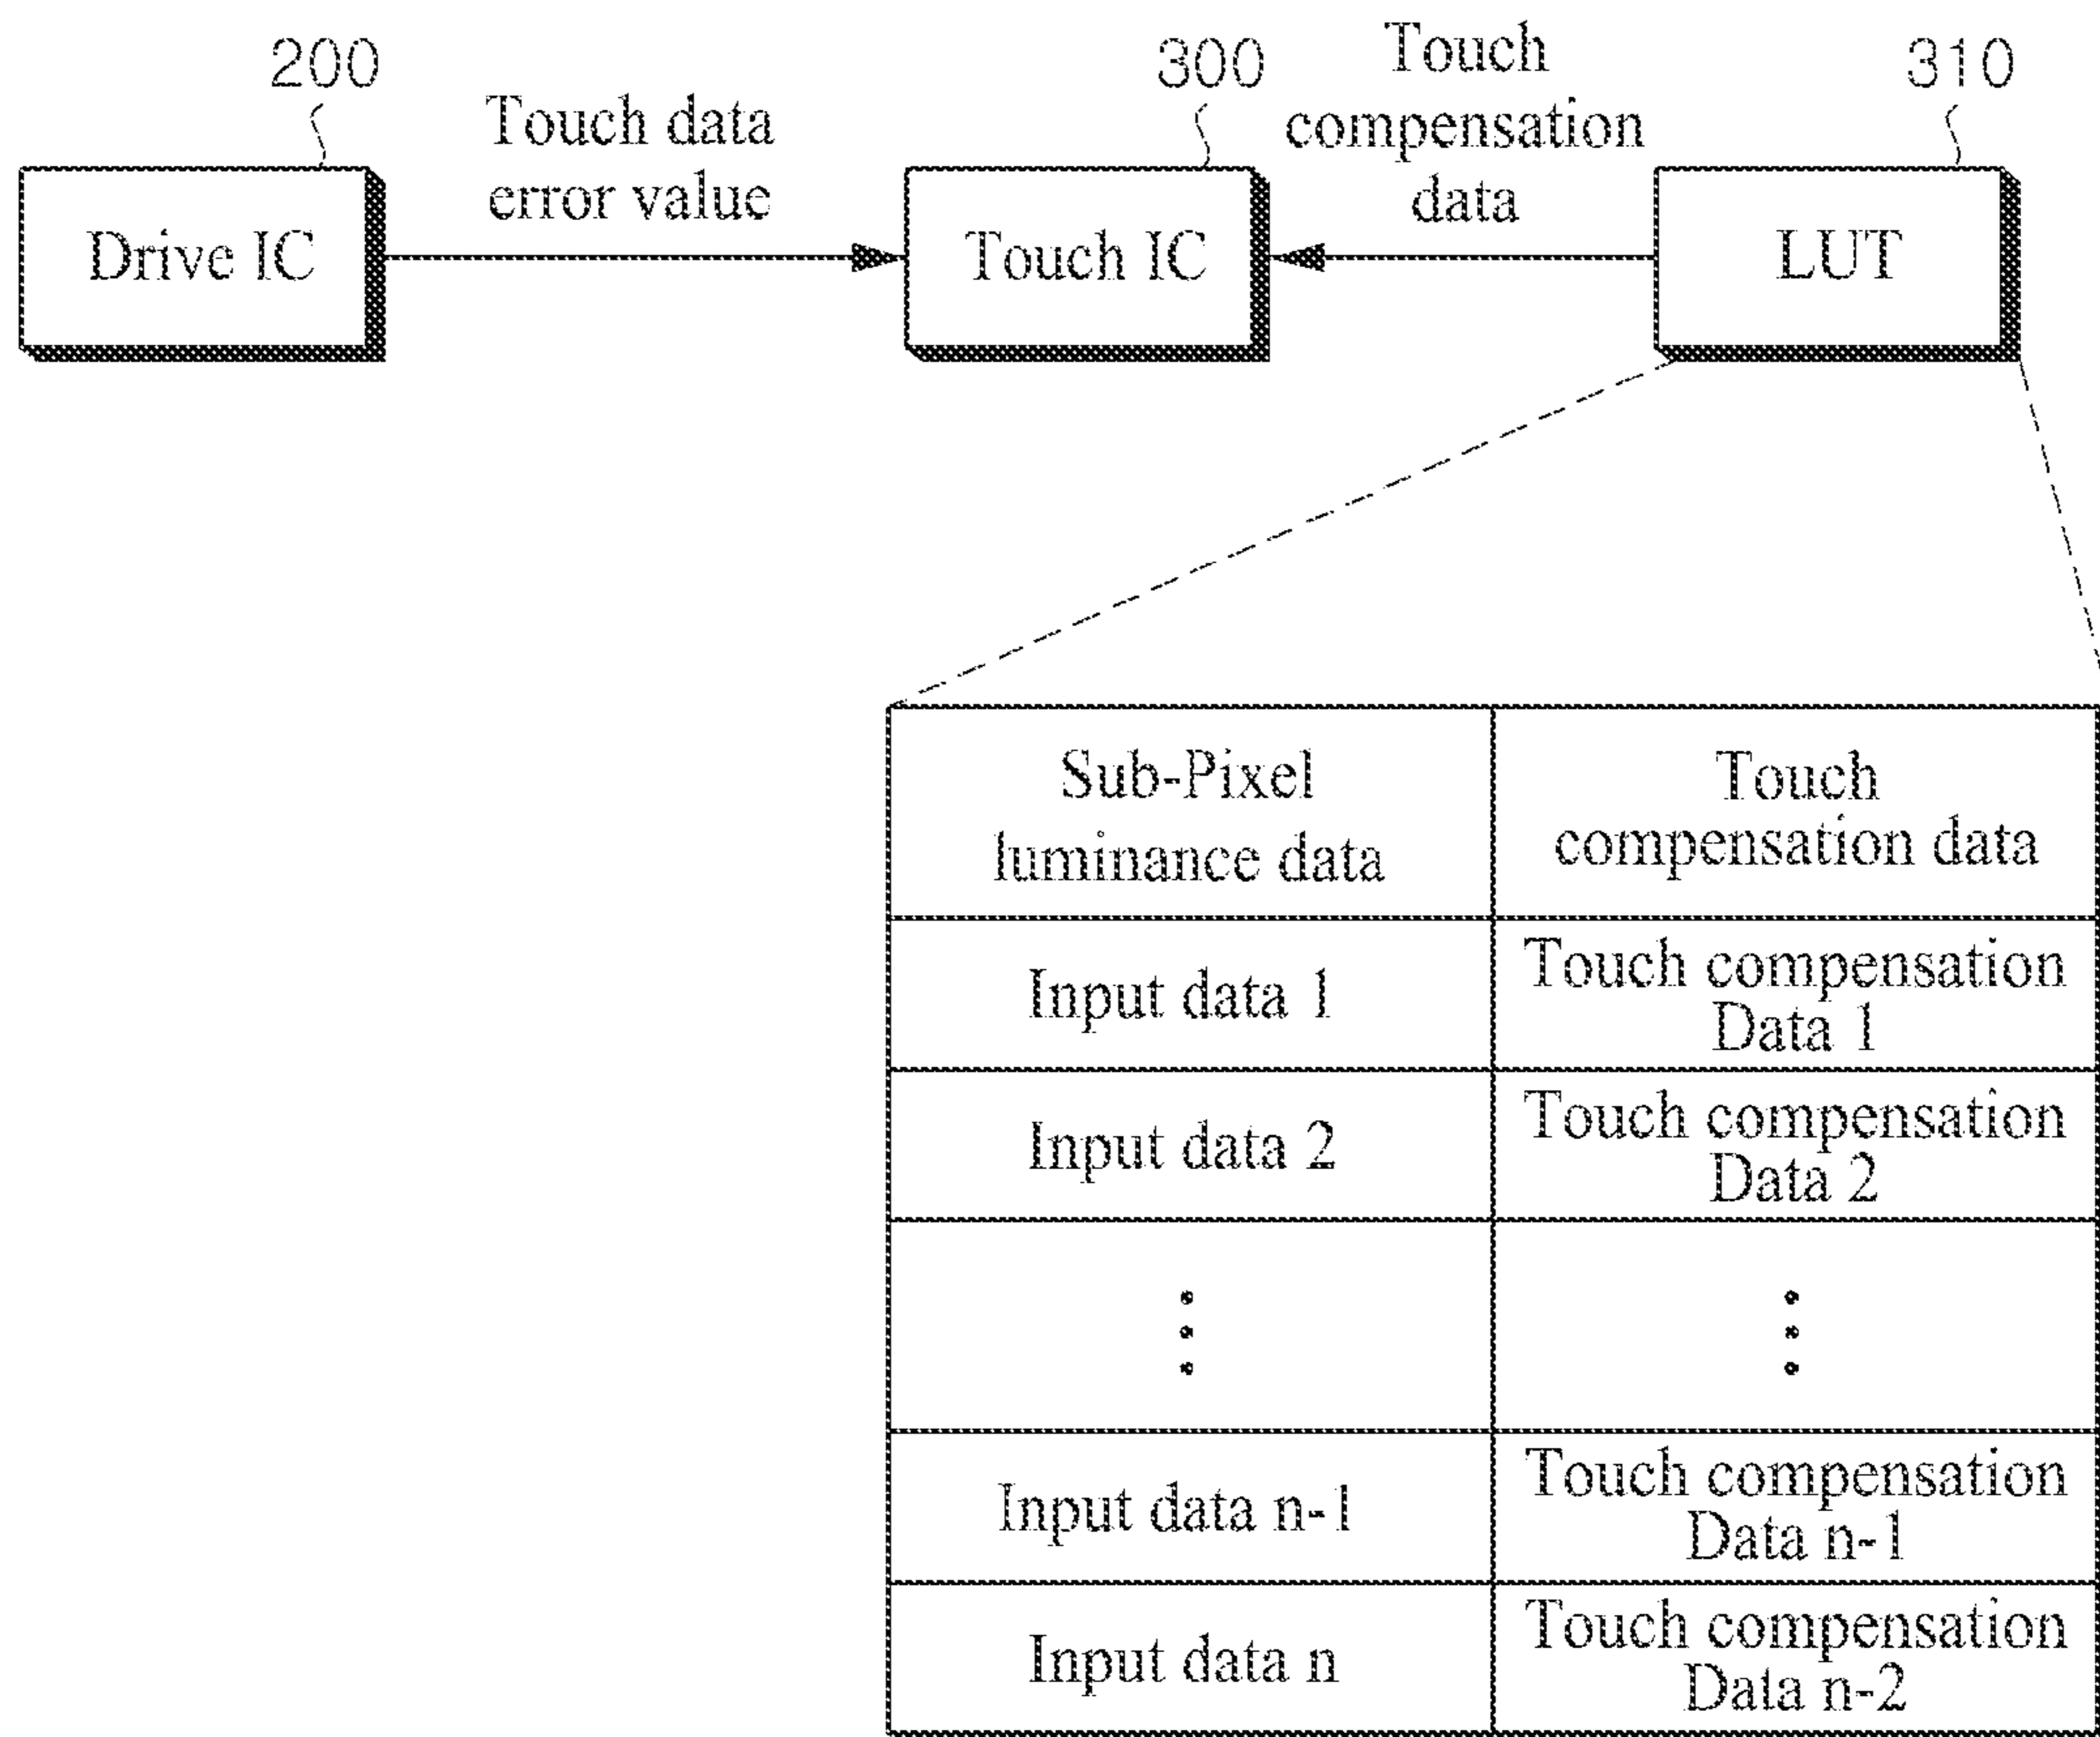 200
300
310
Touch data
error value
Touch
compensation
data
Drive IC
Touch IC
LUT
Sub-Pixel
luminance data
Touch
compensation data
Input data 1
Touch compensation
Data 1
Input data 2
Touch compensation
Data 2
Input data n-1
Touch compensation
Data n-1
Input data n
Touch compensation
Data n-2